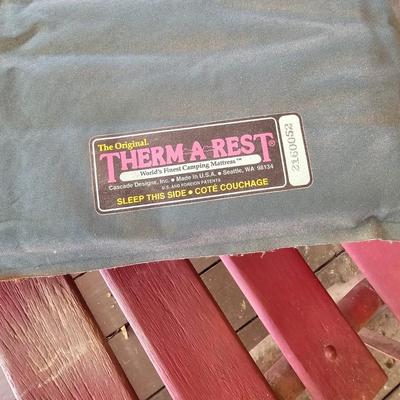 The Original.
THERM-A-REST®
World's Finest Camping Mattress™
Cascade Designs, Inc. • Made In U.S.A. • Seattle, WA 98134
U.S. AND FOREIGN PATENTS
SLEEP THIS SIDE • COTÉ COUCHAGE
2160052